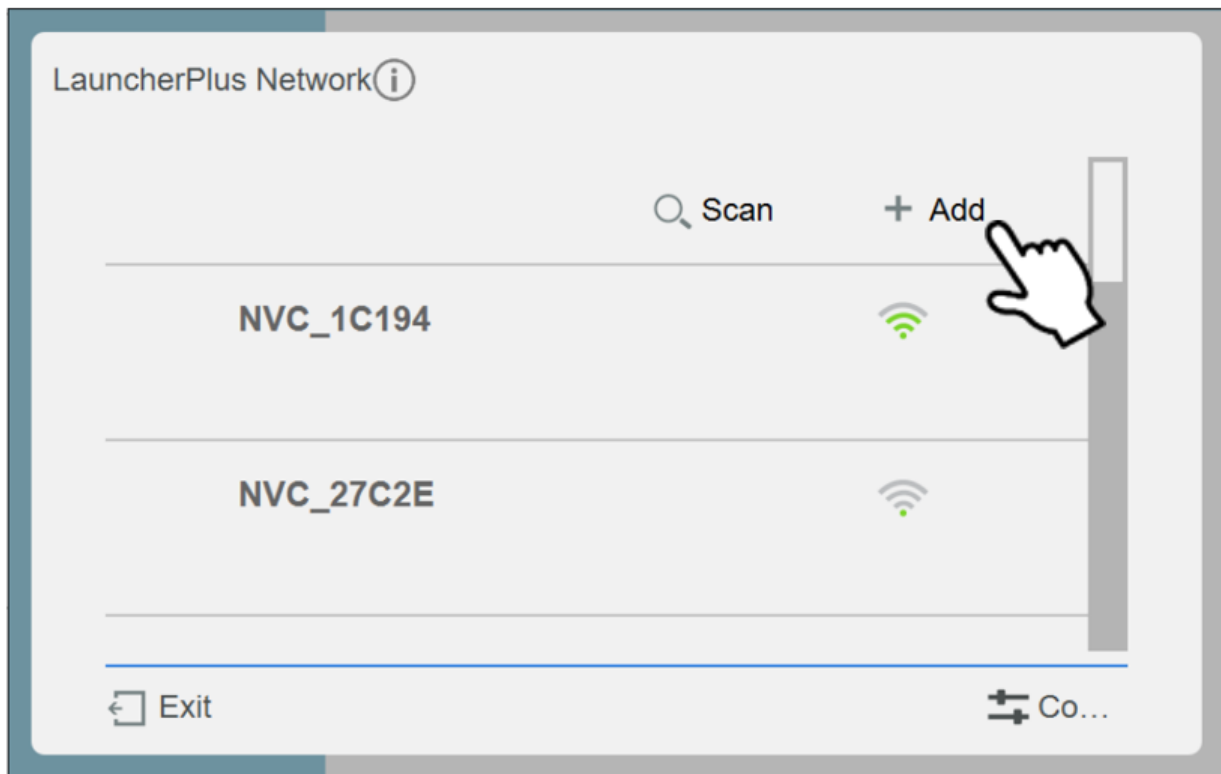 LauncherPlus Network
Scan
Add
NVC_1C194
NVC_27C2E
Exit
Co...